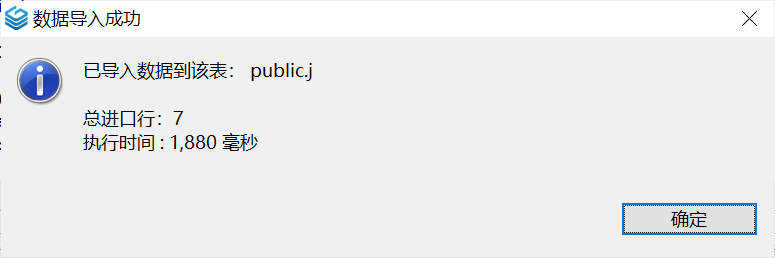 数据导入成功
已导入数据到该表： public.j
总进口行：7
执行时间 : 1,880 毫秒
确定